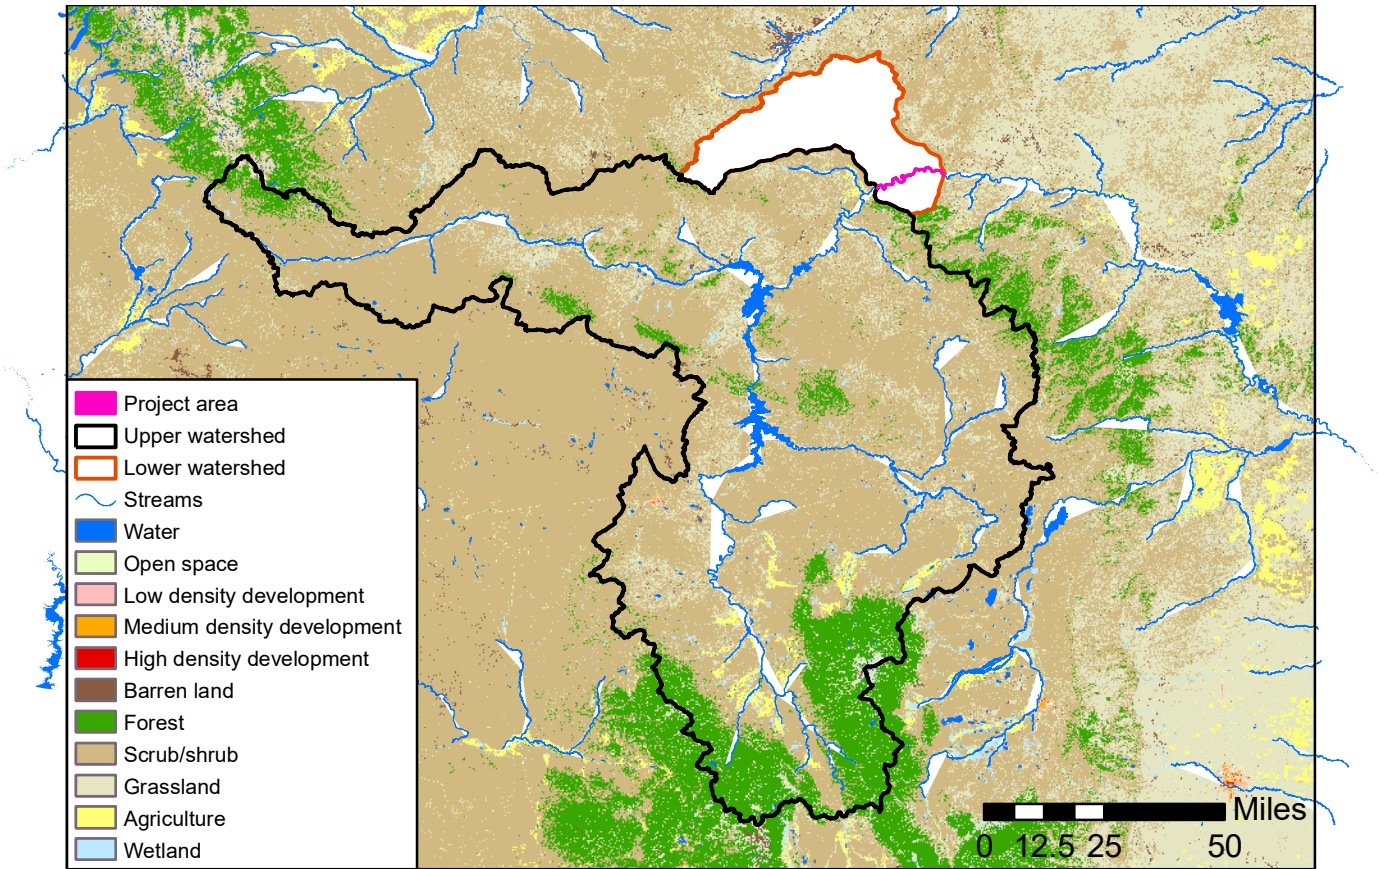 Project area
Upper watershed
Lower watershed
Streams
Water
Open space
Low density development
Medium density development
High density development
Barren land
Forest
Scrub/shrub
Grassland
Agriculture
Wetland
Miles
0 12.5 25 50